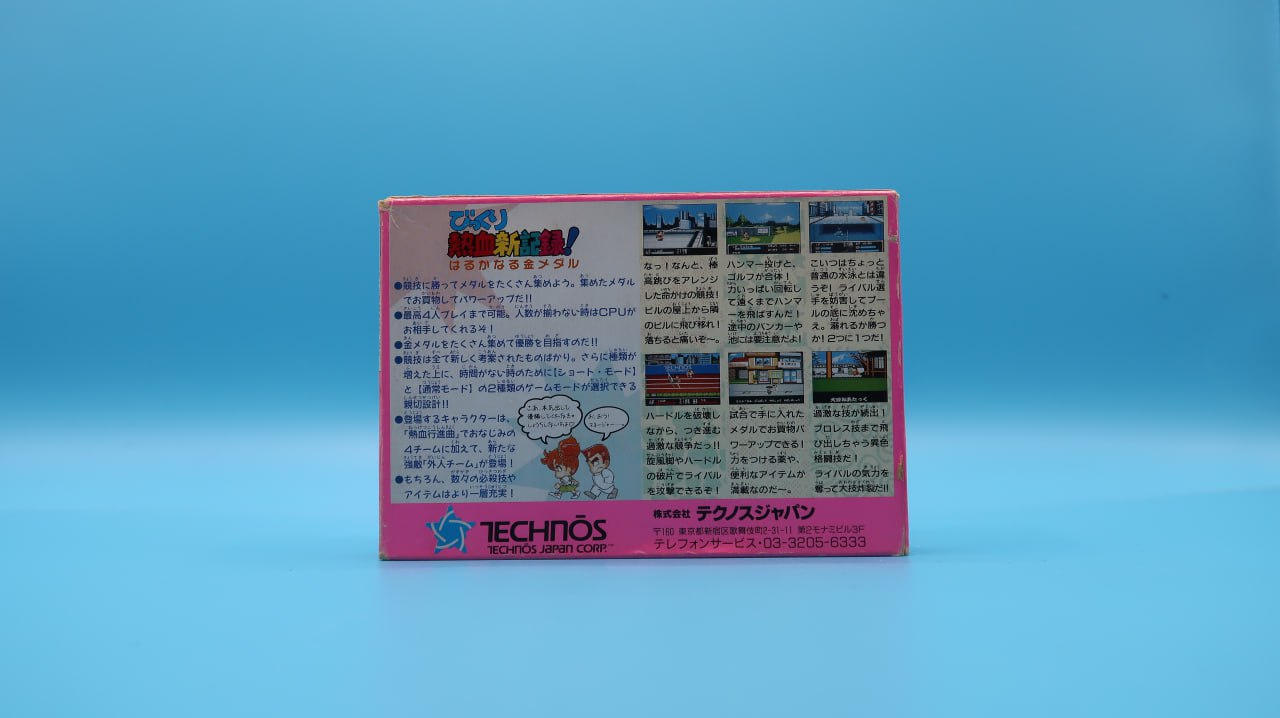 びっくり
熱血新記録!
はるかなる金メダル
●競技に勝ってメダルをたくさん集めよう。集めたメダル
でお買物してパワーアップだ!!
●最高4人プレイまで可能。人数が揃わない時はCPUが
お相手してくれるぞ!
●金メダルをたくさん集めて優勝を目指すのだ!!
●競技は全て新しく考案されたものばかり。さらに種類が
増えた上に、時間がない時のために【ショート・モード】
と【通常モード】の2種類のゲームモードが選択できる
親切設計!!
●登場するキャラクターは、
「熱血行進曲」でおなじみの
4チームに加えて、新たな
強敵「外人チーム」が登場!
●もちろん、数々の必殺技や
アイテムはより一層充実!
なっ!なんと、棒
高跳びをアレンジ
した命かけの競技!
ビルの屋上から隣
のビルに飛び移れ!
落ちると痛いぞ〜。
ハンマー投げと、
ゴルフが合体!
力いっぱい回転し
て遠くまでハンマ
ーを飛ばすんだ!
途中のバンカーや
池には要注意だよ!
こいつはちょっと
普通の水泳とは違
うぞ!ライバル選
手を妨害してプー
ルの底に沈めちゃ
え。溺れるか勝つ
か!2つに1つだ!
ハードルを破壊し
ながら、つき進む
過激な競争だっ!!
旋風脚やハードル
の破片でライバル
を攻撃できるぞ!
試合で手に入れた
メダルでお買物パ
ワーアップできる!
力をつける薬や、
便利なアイテムが
満載なのだ〜。
過激な技が続出!
プロレス技まで飛
び出しちゃう異色
格闘技だ!
ライバルの気力を
奪って大技炸裂だ!!
TECHNŌS
TECHNŌS JAPAN CORP.™
株式会社 テクノスジャパン
〒160 東京都新宿区歌舞伎町2-31-11 第2モナミビル3F
テレフォンサービス・03-3205-6333